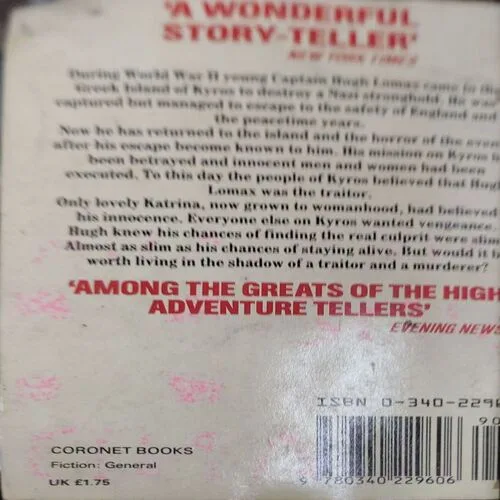 'A WONDERFUL
STORY-TELLER'
NEW YORK TIMES
During World War II young Captain Hugh Lomax came to the
Greek Island of Kyros to destroy a Nazi stronghold. He was
captured but managed to escape to the safety of England and
the peacetime years.
Now he has returned to the island and the horror of the even
after his escape become known to him. His mission on Kyros h
been betrayed and innocent men and women had been
executed. To this day the people of Kyros believed that Hug
Lomax was the traitor.
Only lovely Katrina, now grown to womanhood, had believed
his innocence. Everyone else on Kyros wanted vengeance.
Hugh knew his chances of finding the real culprit were slim
Almost as slim as his chances of staying alive. But would it b
worth living in the shadow of a traitor and a murderer?
'AMONG THE GREATS OF THE HIGH
ADVENTURE TELLERS'
EVENING NEWS
ISBN 0-340-2296
90
CORONET BOOKS
Fiction: General
UK £1.75
9 780340 229606